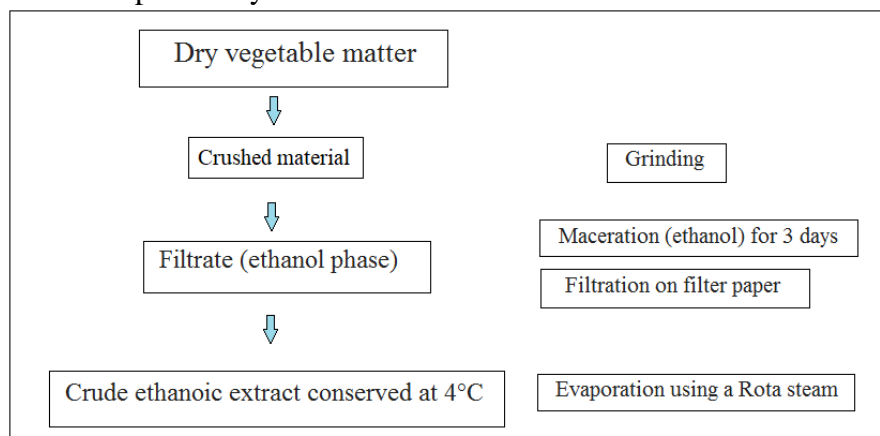 Dry vegetable matter
Crushed material
Grinding
Maceration (ethanol) for 3 days
Filtrate (ethanol phase)
Filtration on filter paper
Crude ethanoic extract conserved at 4°C
Evaporation using a Rota steam